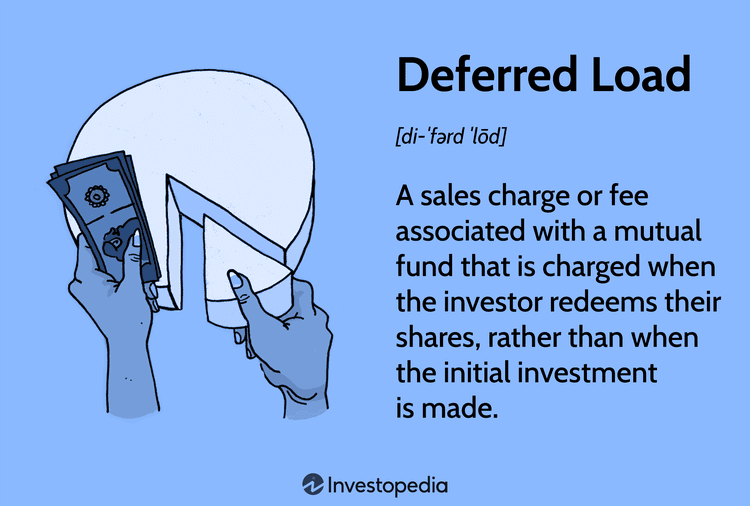 Deferred Load
[di-ˈfərd ˈlōd]
A sales charge or fee
associated with a mutual
fund that is charged when
the investor redeems their
shares, rather than when
the initial investment
is made.
Investopedia